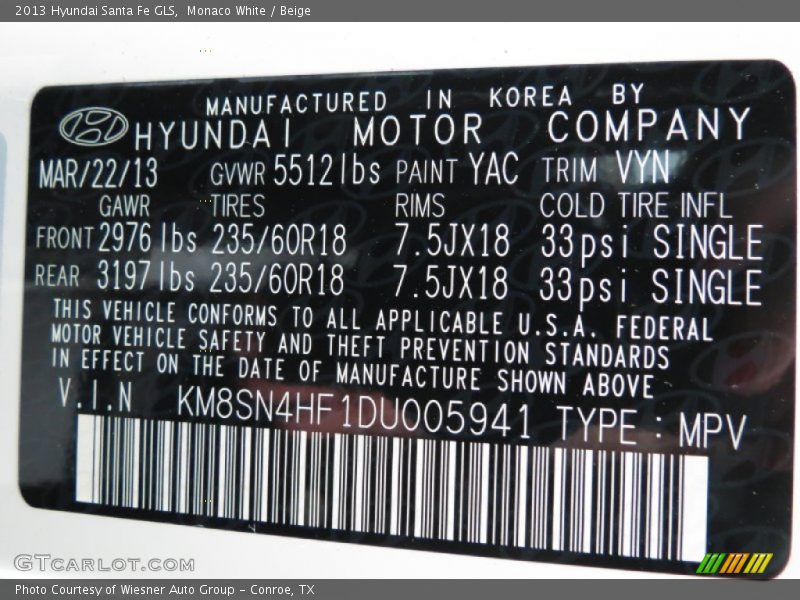 2013 Hyundai Santa Fe GLS, Monaco White / Beige
MANUFACTURED IN KOREA BY
HYUNDAI MOTOR COMPANY
MAR/22/13 GVWR 5512lbs PAINT YAC TRIM VYN
GAWR TIRES RIMS COLD TIRE INFL
FRONT 2976 lbs 235/60R18 7.5JX18 33psi SINGLE
REAR 3197 lbs 235/60R18 7.5JX18 33psi SINGLE
THIS VEHICLE CONFORMS TO ALL APPLICABLE U.S.A. FEDERAL
MOTOR VEHICLE SAFETY AND THEFT PREVENTION STANDARDS
IN EFFECT ON THE DATE OF MANUFACTURE SHOWN ABOVE
V.I.N KM8SN4HF1DU005941 TYPE : MPV
GTcarlot.com
Photo Courtesy of Wiesner Auto Group - Conroe, TX